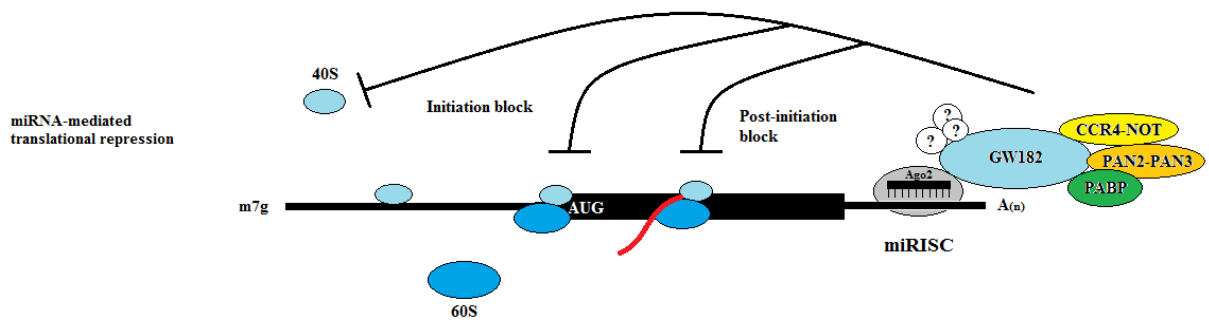 40S
miRNA-mediated
translational repression
Initiation block
Post-initiation
block
?
?
?
CCR4-NOT
GW182
PAN2-PAN3
Ago2
PABP
m7g
AUG
A(n)
miRISC
60S